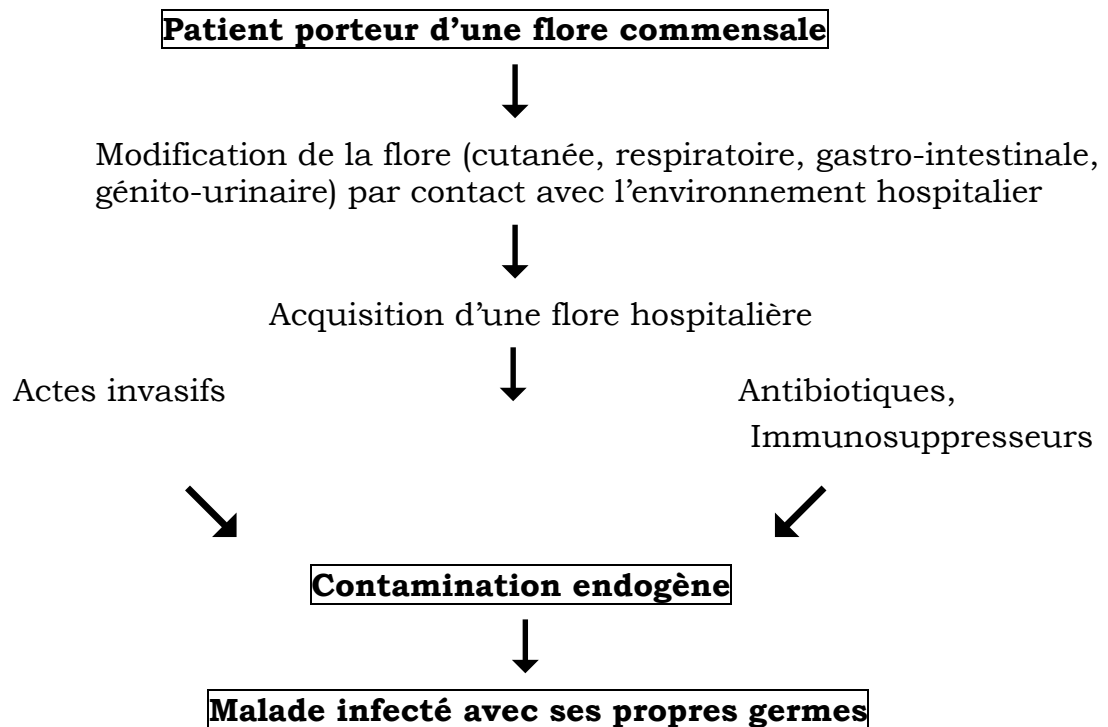 Patient porteur d’une flore commensale
Modification de la flore (cutanée, respiratoire, gastro-intestinale,
génito-urinaire) par contact avec l’environnement hospitalier
Acquisition d’une flore hospitalière
Actes invasifs
Antibiotiques,
Immunosuppresseurs
Contamination endogène
Malade infecté avec ses propres germes